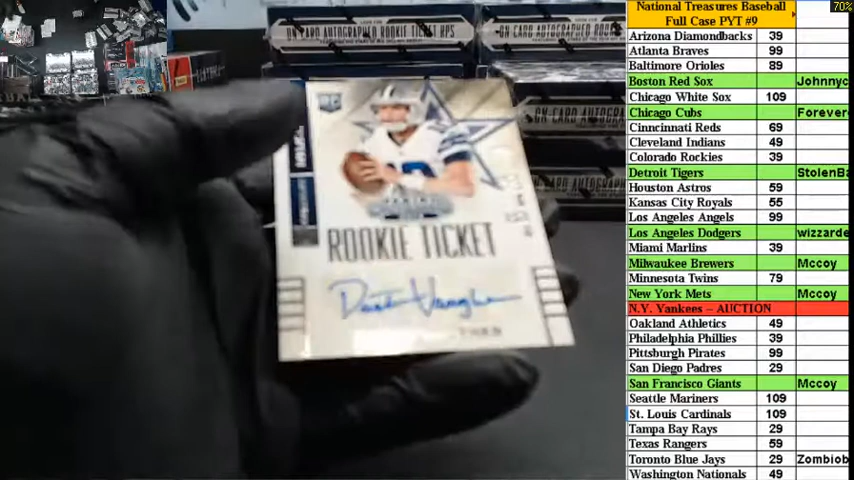 National Treasures Baseball
Full Case PYT #9
70%
Arizona Diamondbacks 39
Atlanta Braves 99
Baltimore Orioles 89
Boston Red Sox Johnnyc
Chicago White Sox 109
Chicago Cubs Forever
Cinncinnati Reds 69
Cleveland Indians 49
Colorado Rockies 39
Detroit Tigers StolenBa
Houston Astros 59
Kansas City Royals 55
Los Angeles Angels 99
Los Angeles Dodgers wizzarde
Miami Marlins 39
Milwaukee Brewers Mccoy
Minnesota Twins 79
New York Mets Mccoy
N.Y. Yankees – AUCTION
Oakland Athletics 49
Philadelphia Phillies 39
Pittsburgh Pirates 99
San Diego Padres 29
San Francisco Giants Mccoy
Seattle Mariners 109
St. Louis Cardinals 109
Tampa Bay Rays 29
Texas Rangers 59
Toronto Blue Jays 29 Zombiob
Washington Nationals 49
ON CARD AUTOGRAPHED ROOKIE TICKET RPS
ON CARD AUTOGRAPHED ROOKIE
RC
ROOKIE TICKET